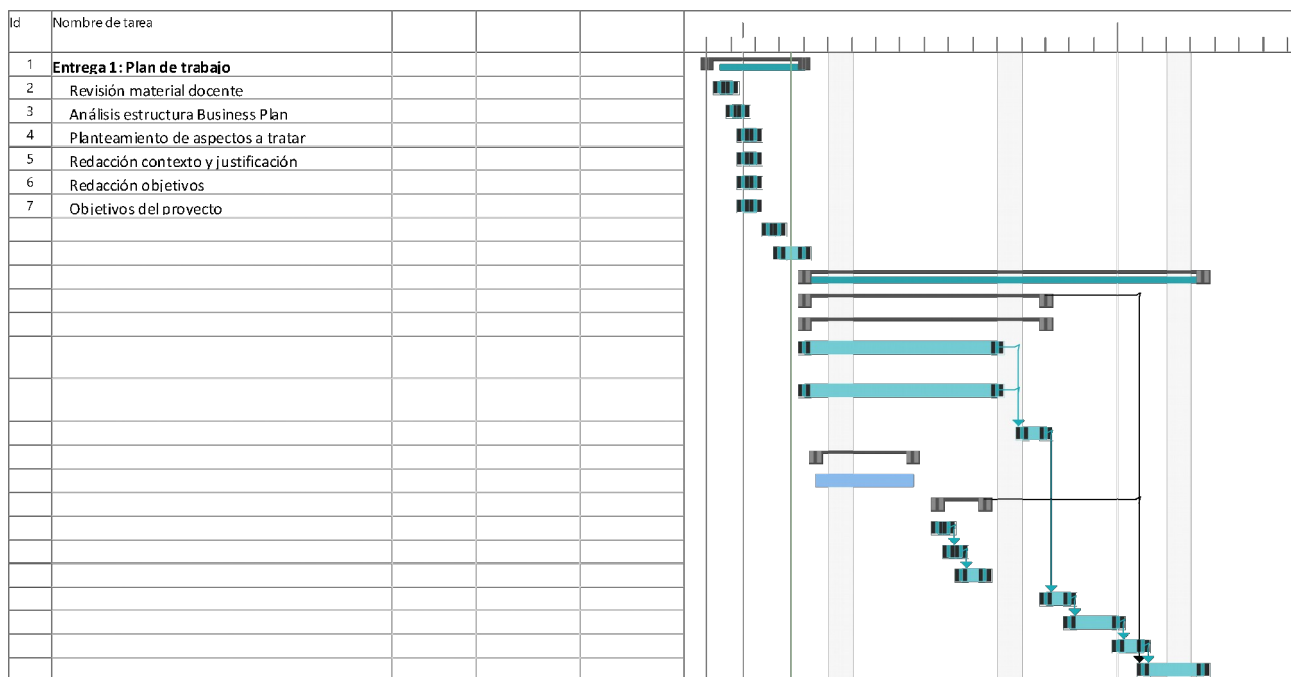 Id Nombre de tarea
1 Entrega 1: Plan de trabajo
2 Revisión material docente
3 Análisis estructura Business Plan
4 Planteamiento de aspectos a tratar
5 Redacción contexto y justificación
6 Redacción objetivos
7 Objetivos del proyecto